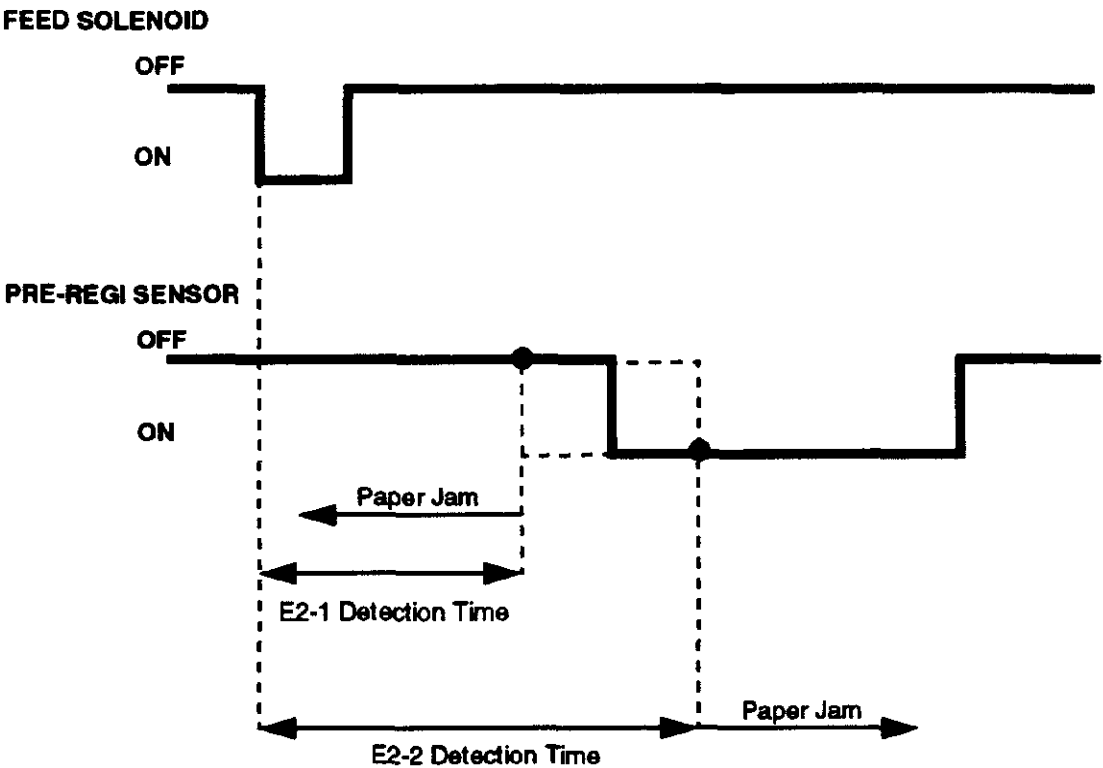 FEED SOLENOID
OFF
ON
PRE-REGI SENSOR
OFF
ON
Paper Jam
E2-1 Detection Time
Paper Jam
E2-2 Detection Time